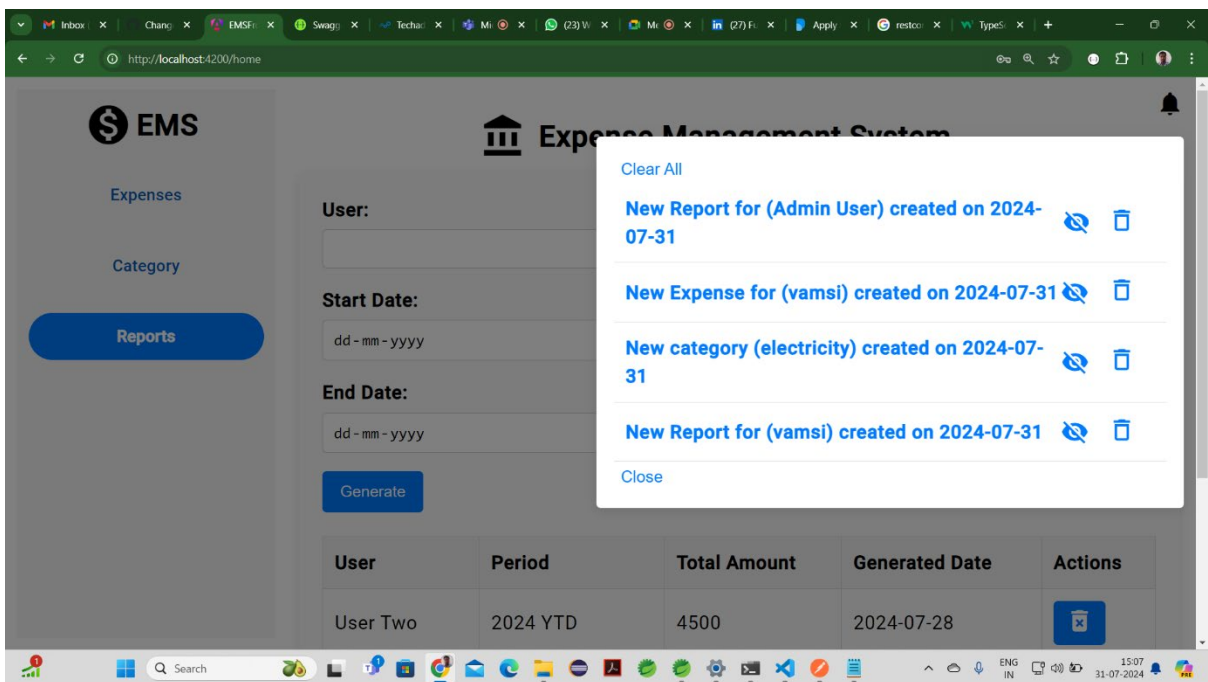 Inbox
Chang
EMSFr
Swagg
Techad
Mi
(23) W
Me
(27) Fe
Apply
restco
TypeSc
http://localhost:4200/home
EMS
Expense Management System
Expenses
Category
Reports
User:
Start Date:
dd-mm-yyyy
End Date:
dd-mm-yyyy
Generate
Clear All
New Report for (Admin User) created on 2024-
07-31
New Expense for (vamsi) created on 2024-07-31
New category (electricity) created on 2024-07-
31
New Report for (vamsi) created on 2024-07-31
Close
User Period Total Amount Generated Date Actions
User Two 2024 YTD 4500 2024-07-28
Search
ENG
IN
15:07
31-07-2024
PRE